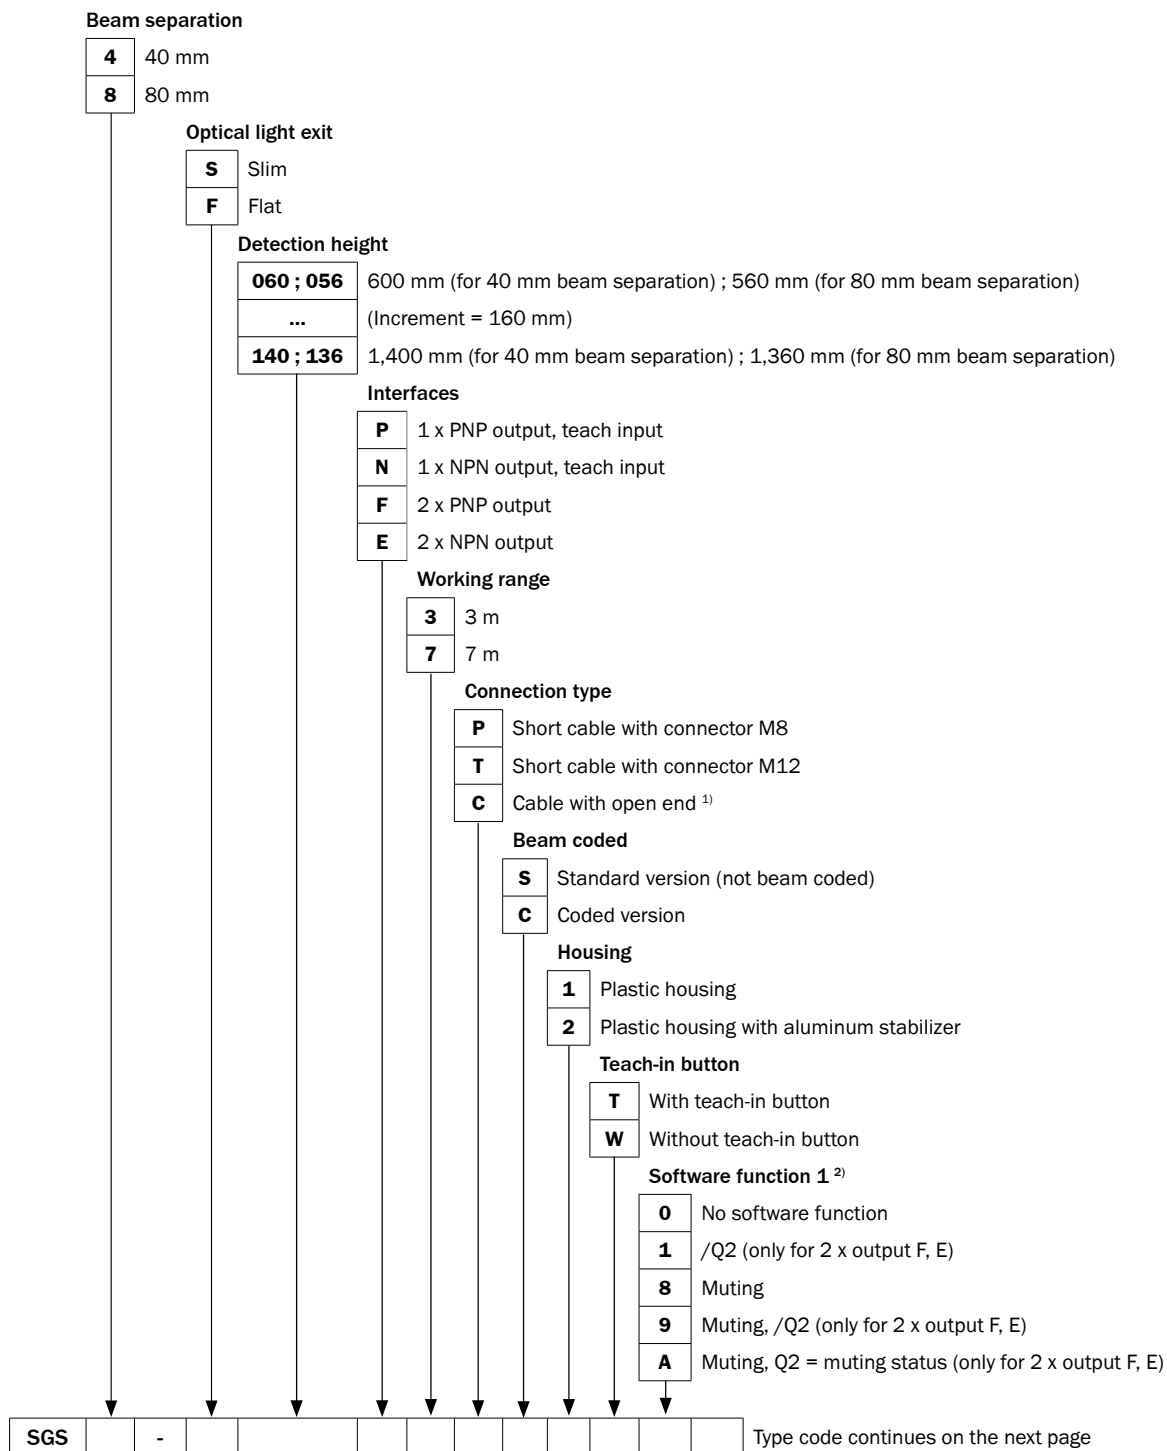 Beam separation
4 40 mm
8 80 mm
Optical light exit
S Slim
F Flat
Detection height
060 ; 056 600 mm (for 40 mm beam separation) ; 560 mm (for 80 mm beam separation)
... (Increment = 160 mm)
140 ; 136 1,400 mm (for 40 mm beam separation) ; 1,360 mm (for 80 mm beam separation)
Interfaces
P 1 x PNP output, teach input
N 1 x NPN output, teach input
F 2 x PNP output
E 2 x NPN output
Working range
3 3 m
7 7 m
Connection type
P Short cable with connector M8
T Short cable with connector M12
C Cable with open end 1)
Beam coded
S Standard version (not beam coded)
C Coded version
Housing
1 Plastic housing
2 Plastic housing with aluminum stabilizer
Teach-in button
T With teach-in button
W Without teach-in button
Software function 1 2)
0 No software function
1 /Q2 (only for 2 x output F, E)
8 Muting
9 Muting, /Q2 (only for 2 x output F, E)
A Muting, Q2 = muting status (only for 2 x output F, E)
SGS - Type code continues on the next page